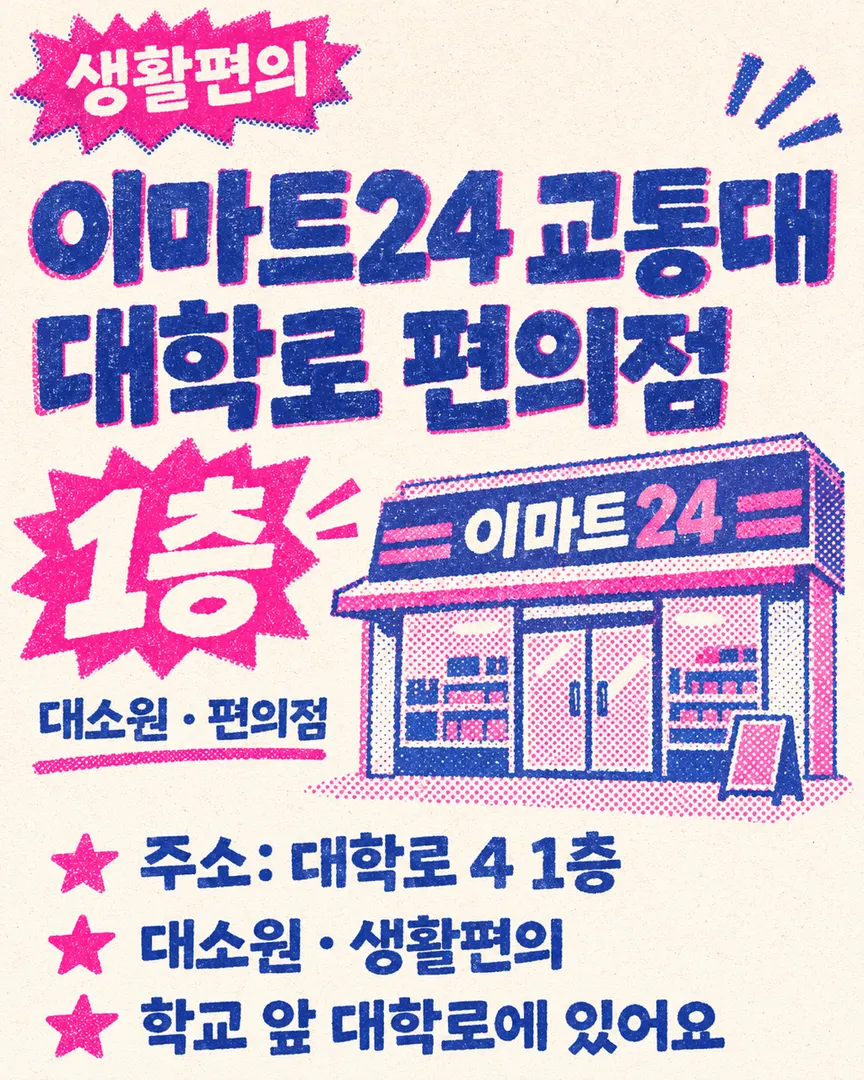 생활편의
이마트24 교통대
대학로 편의점
1층
이마트24
대소원 · 편의점
주소: 대학로 4 1층
대소원 · 생활편의
학교 앞 대학로에 있어요